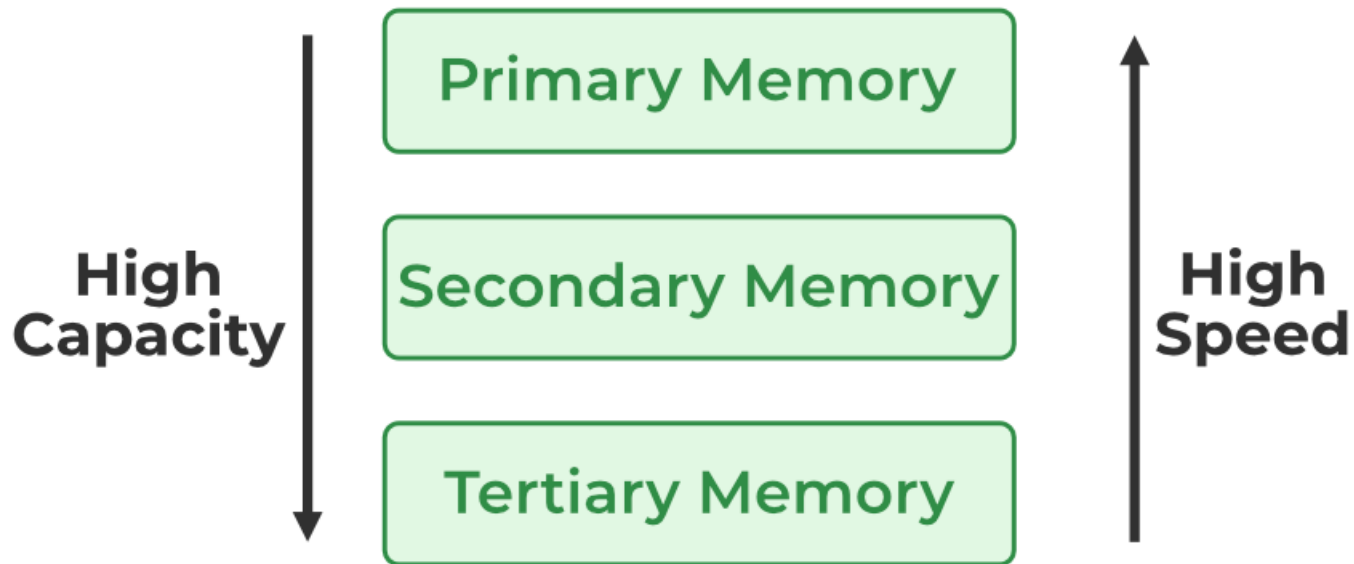 Primary Memory
High
Capacity
Secondary Memory
High
Speed
Tertiary Memory